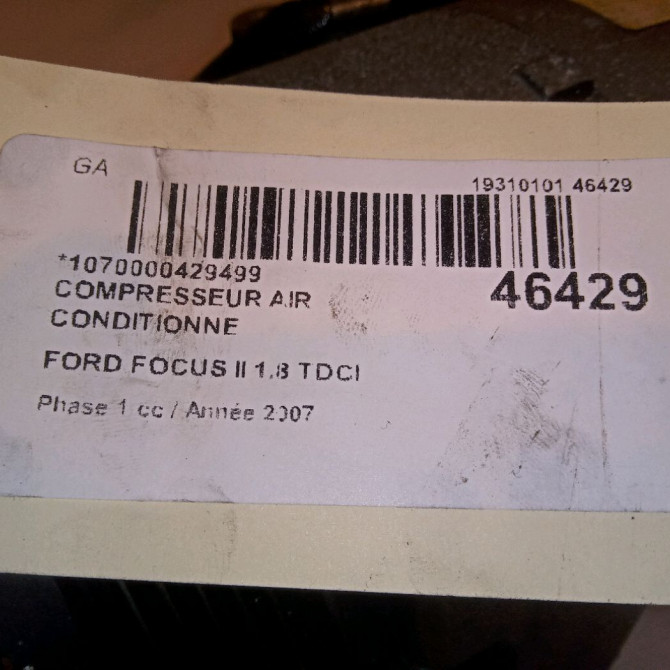 GA
19310101 46429
*1070000429499
46429
COMPRESSEUR AIR
CONDITIONNE
FORD FOCUS II 1.8 TDCI
Phase 1 cc / Année 2007